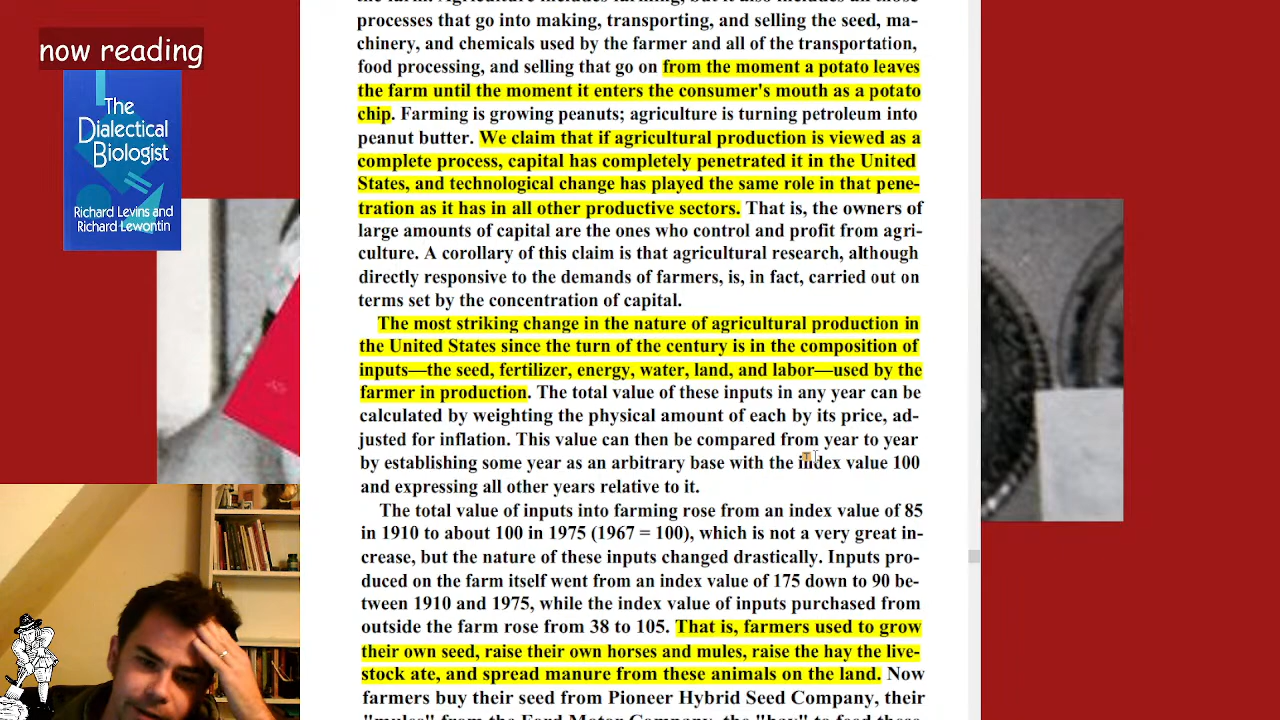 now reading
The
Dialectical
Biologist
Richard Levins and
Richard Lewontin
processes that go into making, transporting, and selling the seed, ma-
chinery, and chemicals used by the farmer and all of the transportation,
food processing, and selling that go on from the moment a potato leaves
the farm until the moment it enters the consumer's mouth as a potato
chip. Farming is growing peanuts; agriculture is turning petroleum into
peanut butter. We claim that if agricultural production is viewed as a
complete process, capital has completely penetrated it in the United
States, and technological change has played the same role in that pene-
tration as it has in all other productive sectors. That is, the owners of
large amounts of capital are the ones who control and profit from agri-
culture. A corollary of this claim is that agricultural research, although
directly responsive to the demands of farmers, is, in fact, carried out on
terms set by the concentration of capital.
The most striking change in the nature of agricultural production in
the United States since the turn of the century is in the composition of
inputs—the seed, fertilizer, energy, water, land, and labor—used by the
farmer in production. The total value of these inputs in any year can be
calculated by weighting the physical amount of each by its price, ad-
justed for inflation. This value can then be compared from year to year
by establishing some year as an arbitrary base with the index value 100
and expressing all other years relative to it.
The total value of inputs into farming rose from an index value of 85
in 1910 to about 100 in 1975 (1967 = 100), which is not a very great in-
crease, but the nature of these inputs changed drastically. Inputs pro-
duced on the farm itself went from an index value of 175 down to 90 be-
tween 1910 and 1975, while the index value of inputs purchased from
outside the farm rose from 38 to 105. That is, farmers used to grow
their own seed, raise their own horses and mules, raise the hay the live-
stock ate, and spread manure from these animals on the land. Now
farmers buy their seed from Pioneer Hybrid Seed Company, their